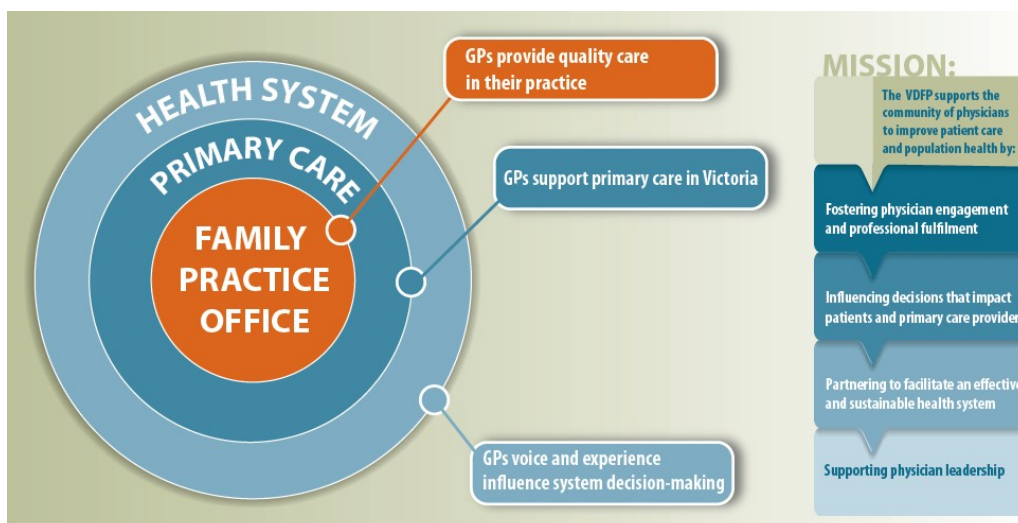 HEALTH SYSTEM
PRIMARY CARE
FAMILY
PRACTICE
OFFICE
GPs provide quality care
in their practice
GPs support primary care in Victoria
GPs voice and experience
influence system decision-making
MISSION:
The VDFP supports the
community of physicians
to improve patient care
and population health by:
Fostering physician engagement
and professional fulfilment
Influencing decisions that impact
patients and primary care provider
Partnering to facilitate an effective
and sustainable health system
Supporting physician leadership